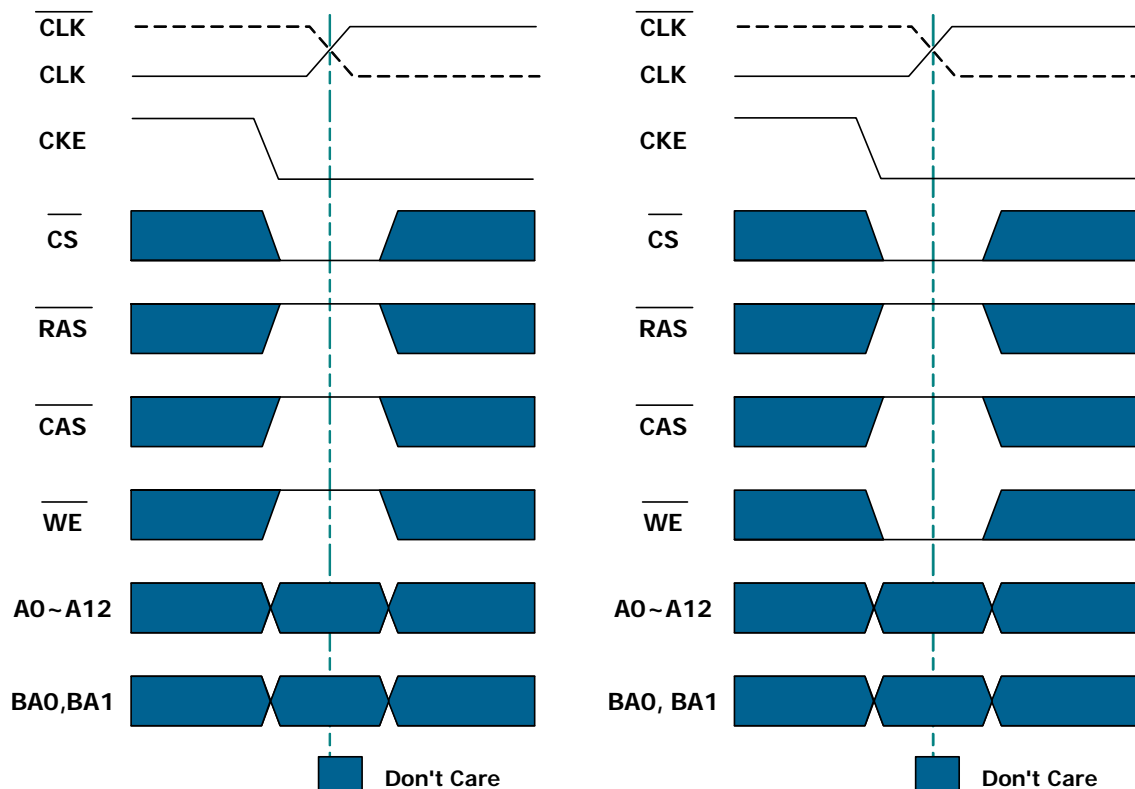 CLK
CLK
CKE
CS
RAS
CAS
WE
A0~A12
BA0,BA1
Don't Care
CLK
CLK
CKE
CS
RAS
CAS
WE
A0~A12
BA0, BA1
Don't Care